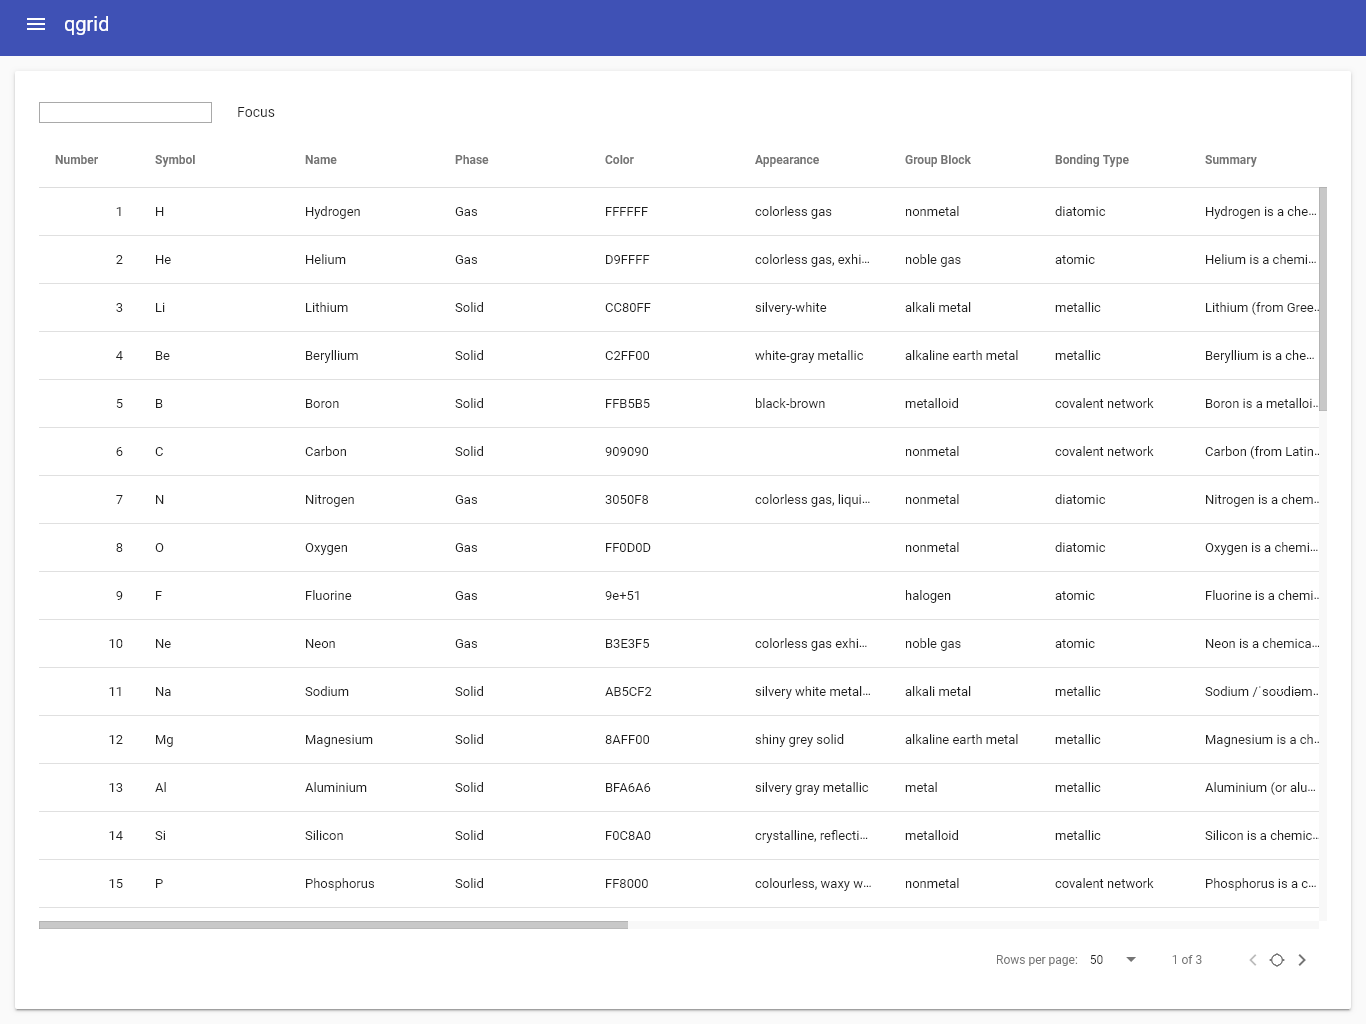 qgrid
Focus
Number Symbol Name Phase Color Appearance Group Block Bonding Type Summary
1 H Hydrogen Gas FFFFFF colorless gas nonmetal diatomic Hydrogen is a che...
2 He Helium Gas D9FFFF colorless gas, exhi... noble gas atomic Helium is a chemi...
3 Li Lithium Solid CC80FF silvery-white alkali metal metallic Lithium (from Gree...
4 Be Beryllium Solid C2FF00 white-gray metallic alkaline earth metal metallic Beryllium is a che...
5 B Boron Solid FFB5B5 black-brown metalloid covalent network Boron is a metalloi...
6 C Carbon Solid 909090 nonmetal covalent network Carbon (from Latin...
7 N Nitrogen Gas 3050F8 colorless gas, liqui... nonmetal diatomic Nitrogen is a chem...
8 O Oxygen Gas FF0D0D nonmetal diatomic Oxygen is a chemi...
9 F Fluorine Gas 9e+51 halogen atomic Fluorine is a chemi...
10 Ne Neon Gas B3E3F5 colorless gas exhi... noble gas atomic Neon is a chemica...
11 Na Sodium Solid AB5CF2 silvery white metal... alkali metal metallic Sodium /ˈsoʊdiəm...
12 Mg Magnesium Solid 8AFF00 shiny grey solid alkaline earth metal metallic Magnesium is a ch...
13 Al Aluminium Solid BFA6A6 silvery gray metallic metal metallic Aluminium (or alu...
14 Si Silicon Solid F0C8A0 crystalline, reflecti... metalloid metallic Silicon is a chemic...
15 P Phosphorus Solid FF8000 colourless, waxy w... nonmetal covalent network Phosphorus is a c...
Rows per page: 50 1 of 3